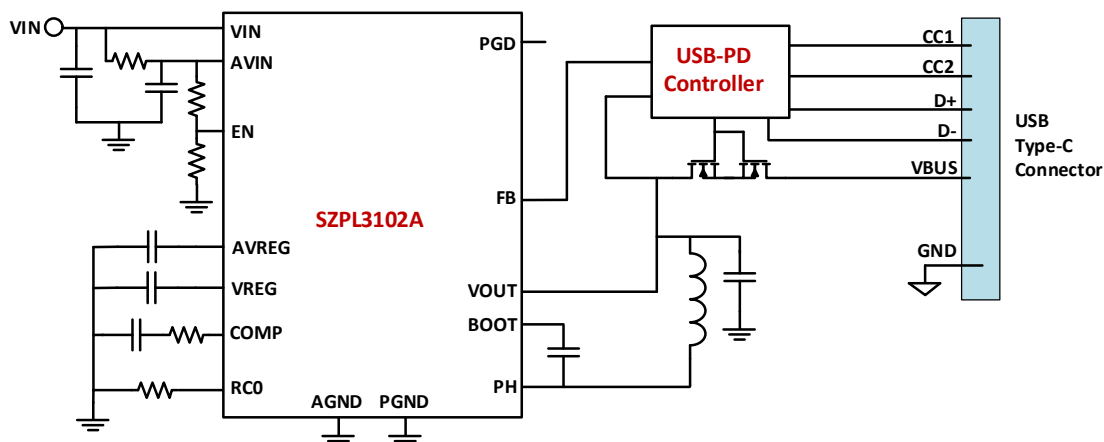 VIN
VIN
AVIN
EN
AVREG
VREG
COMP
RC0
AGND
PGND
SZPL3102A
PGD
FB
VOUT
BOOT
PH
USB-PD
Controller
CC1
CC2
D+
D-
VBUS
GND
USB
Type-C
Connector